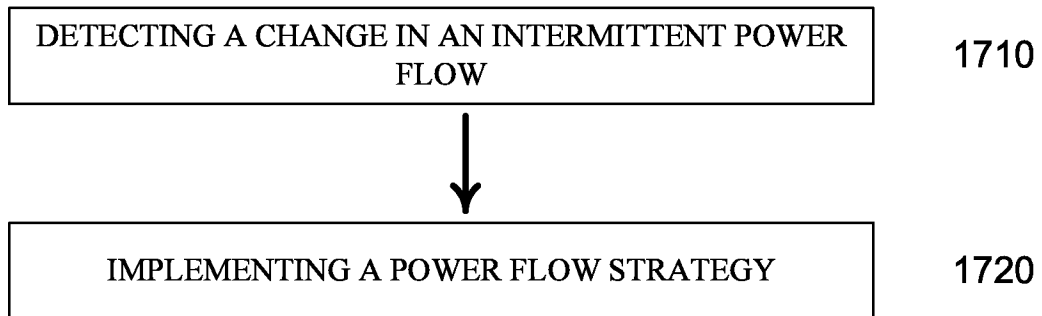 DETECTING A CHANGE IN AN INTERMITTENT POWER
FLOW
1710
IMPLEMENTING A POWER FLOW STRATEGY
1720